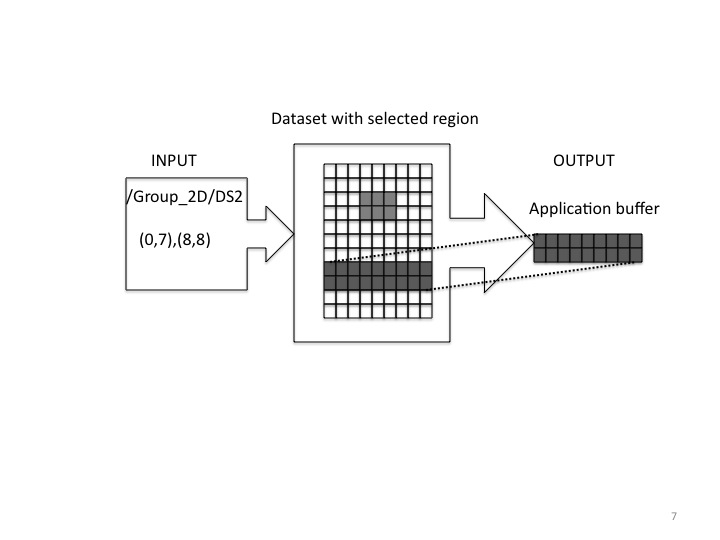 Dataset with selected region
INPUT
OUTPUT
/Group_2D/DS2
Application buffer
(0,7),(8,8)
7